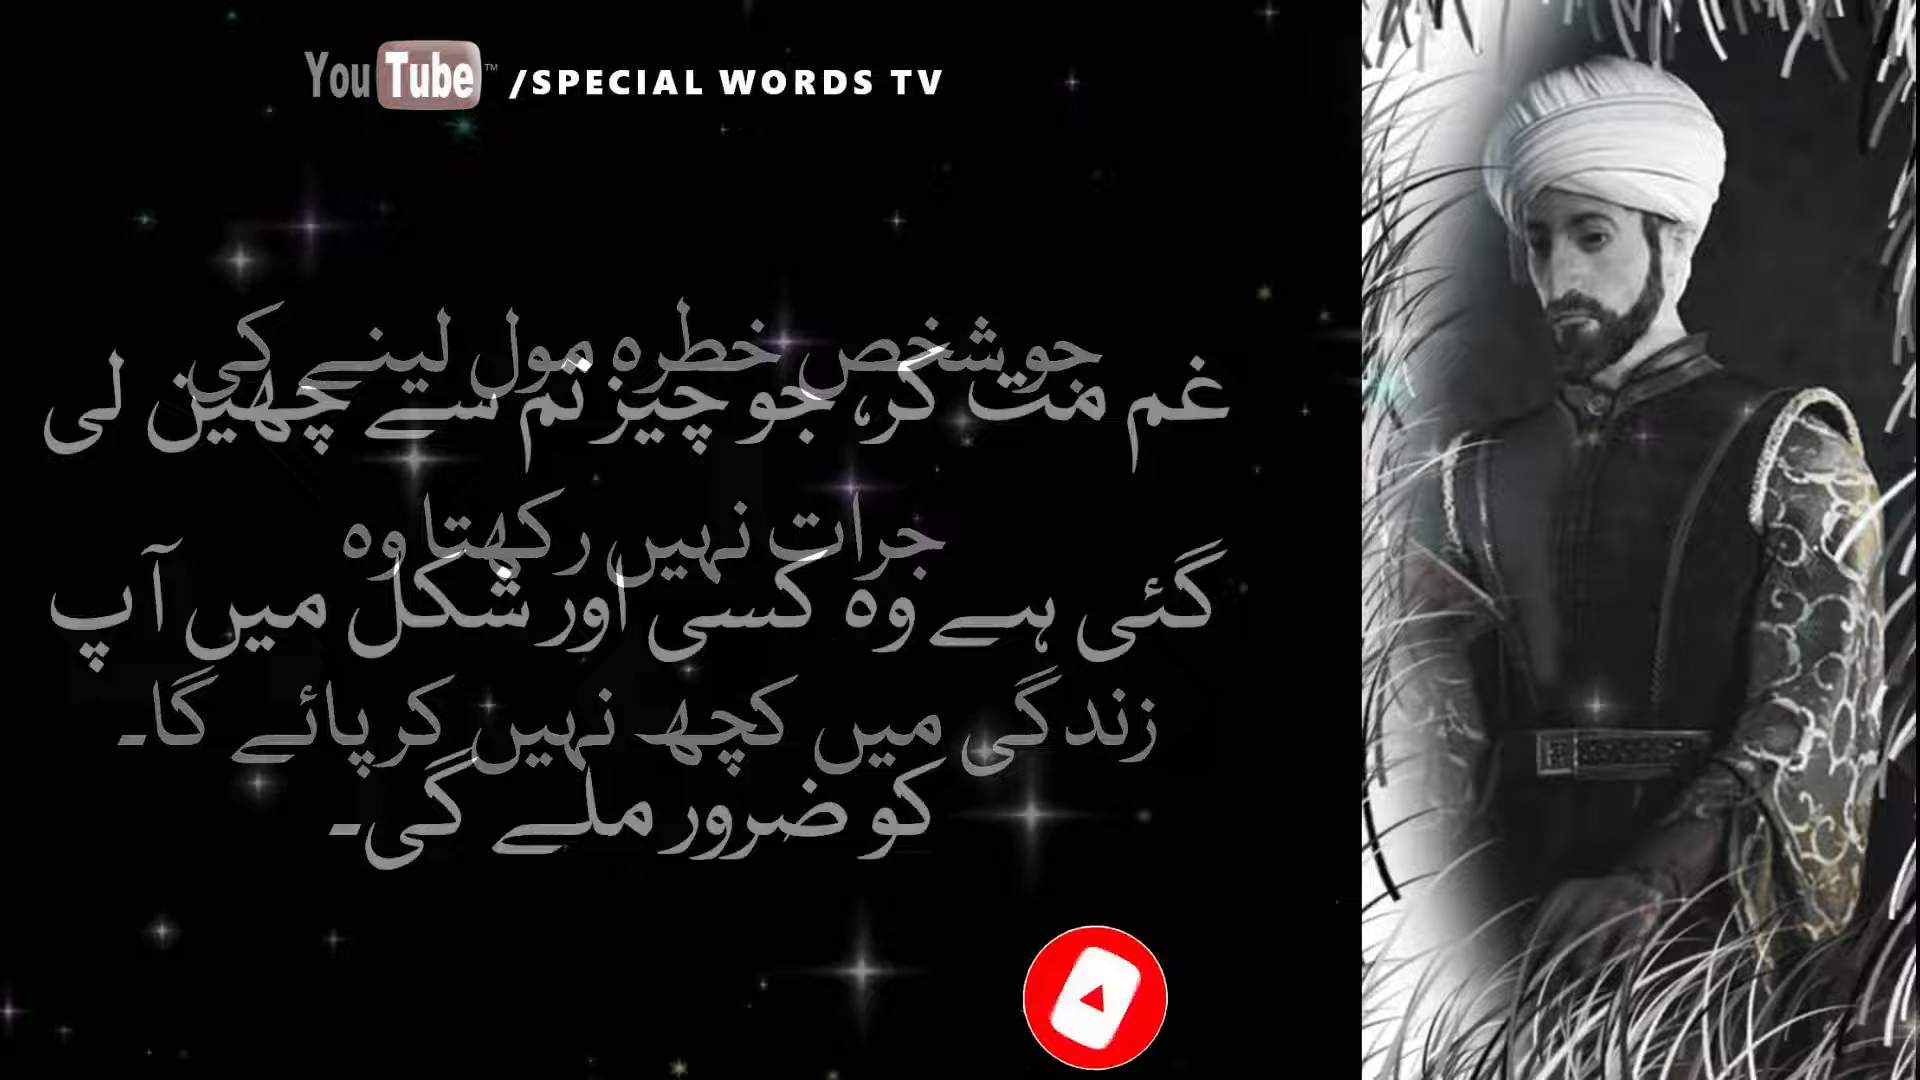 YouTube™ /SPECIAL WORDS TV
جو شخص خطرہ مول لینے کی
غم مت کر، جو چیز تم سے چھین لی
جرات نہیں رکھتا وہ
گئی ہے وہ کسی اور شکل میں آپ
زندگی میں کچھ نہیں کر پائے گا۔
کو ضرور ملے گی۔